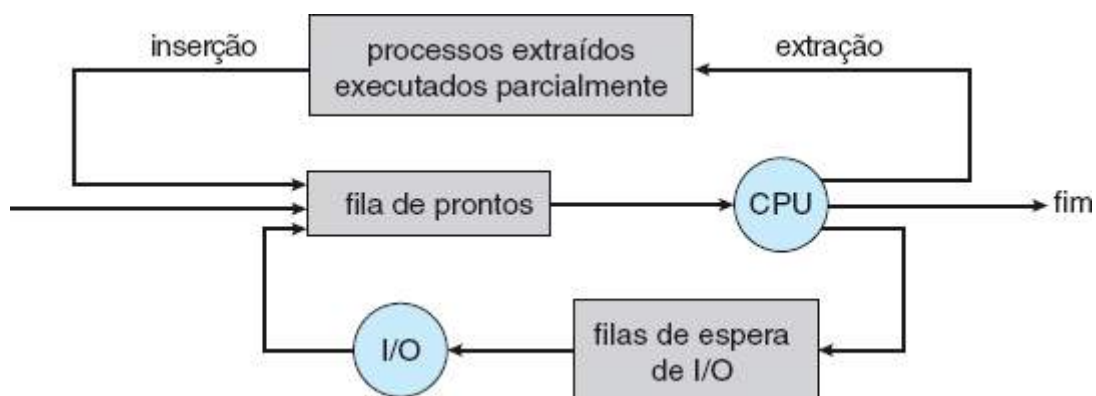 inserção
processos extraídos
executados parcialmente
extração
fila de prontos
CPU
fim
I/O
filas de espera
de I/O